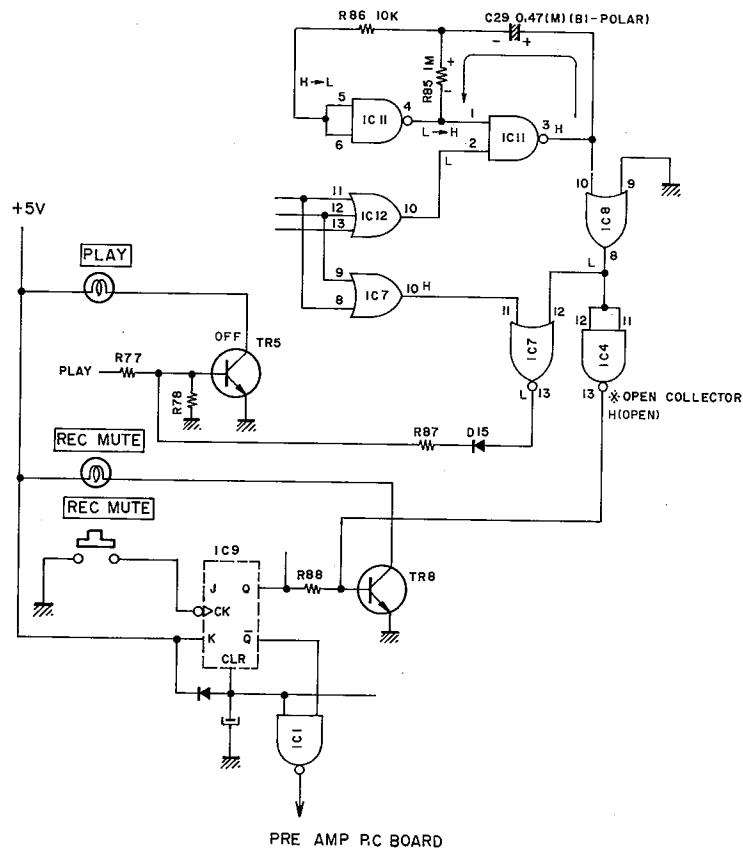 R86 10K
C29 0.47(M)(BI-POLAR)
- +
R85 1M
+
-
H→L
5
6
IC11
4
L→H
1
2
IC11
3
H
L
11
12
13
IC12
10
10
9
IC8
8
L
+5V
PLAY
9
8
IC7
10
H
11
12
IC7
L
13
12
11
IC4
13
※OPEN COLLECTOR
H(OPEN)
OFF
TR5
PLAY
R77
R78
R87
D15
REC MUTE
REC MUTE
IC9
J Q
CK
K Q̅
CLR
R88
TR8
IC1
PRE AMP P.C BOARD